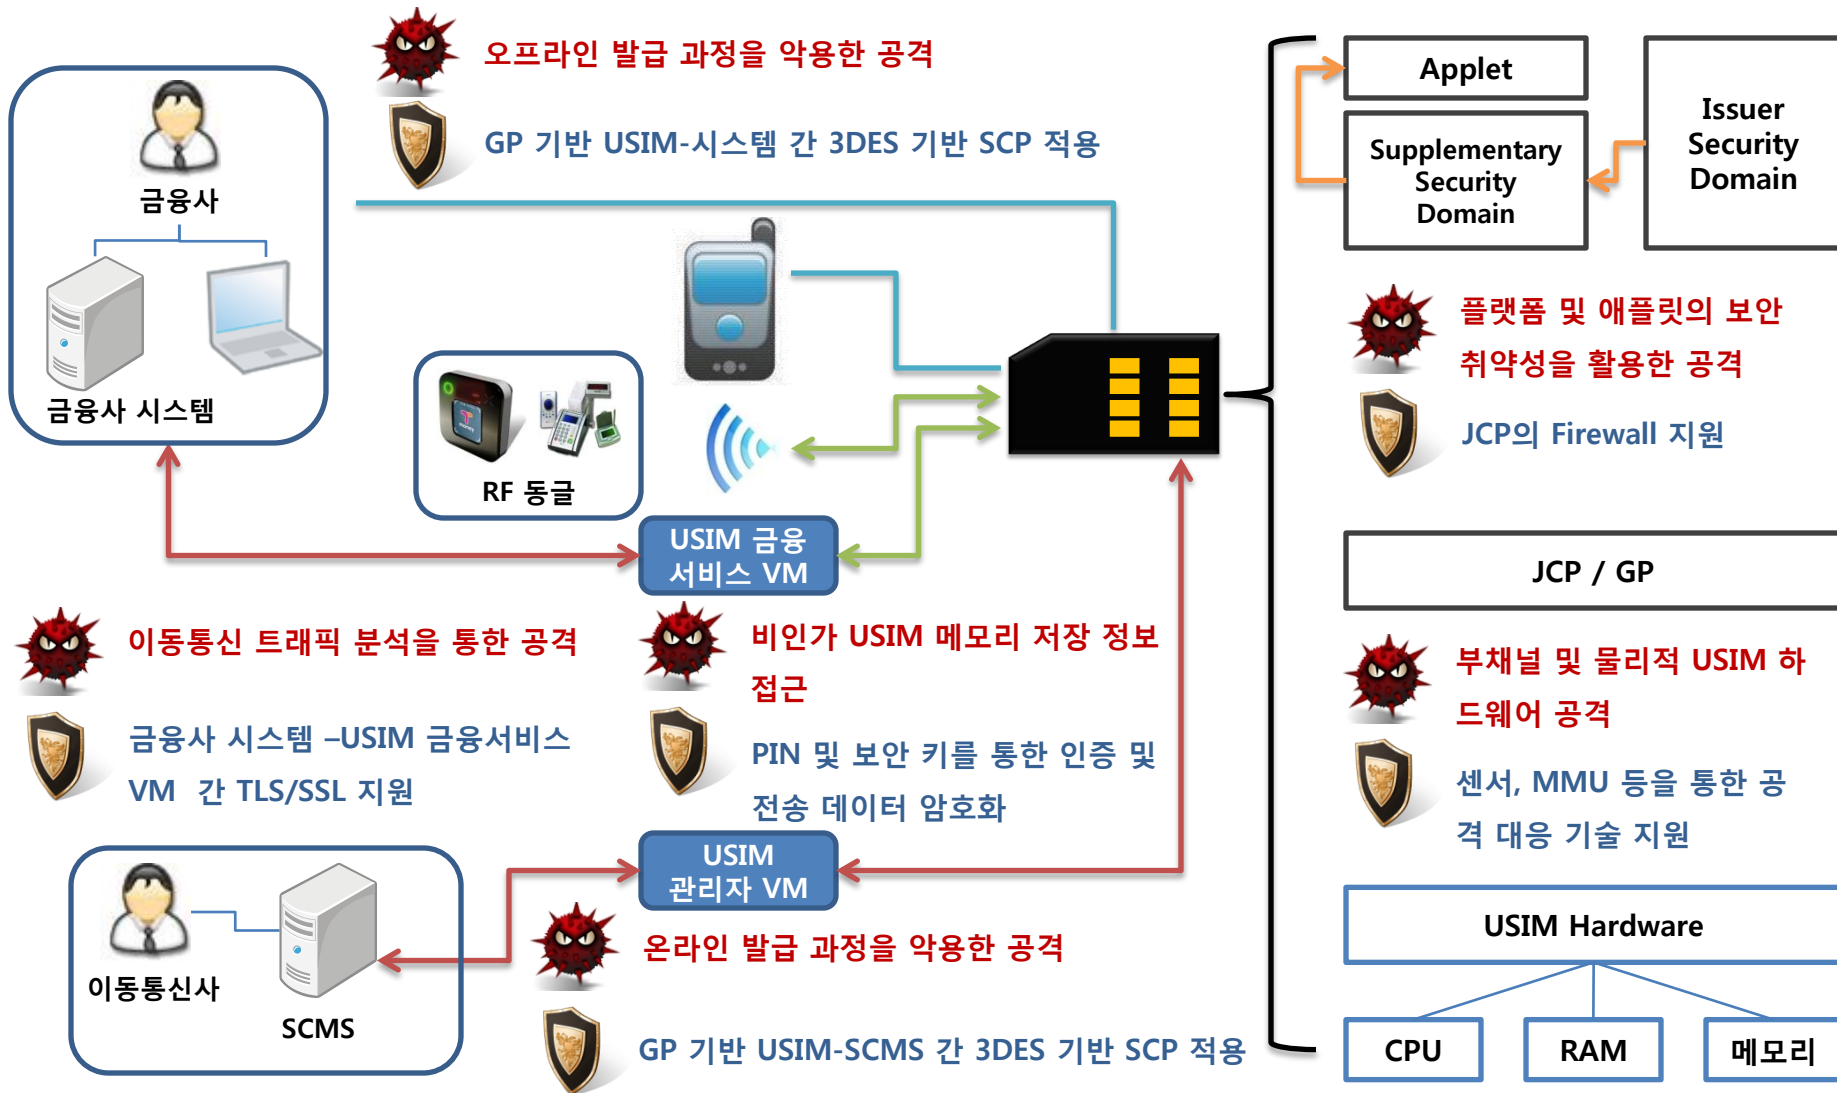 오프라인 발급 과정을 악용한 공격
GP 기반 USIM-시스템 간 3DES 기반 SCP 적용
금융사
금융사 시스템
RF 동글
USIM 금융
서비스 VM
이동통신 트래픽 분석을 통한 공격
금융사 시스템 –USIM 금융서비스
VM 간 TLS/SSL 지원
비인가 USIM 메모리 저장 정보
접근
PIN 및 보안 키를 통한 인증 및
전송 데이터 암호화
USIM
관리자 VM
이동통신사
SCMS
온라인 발급 과정을 악용한 공격
GP 기반 USIM-SCMS 간 3DES 기반 SCP 적용
Applet
Supplementary
Security
Domain
Issuer
Security
Domain
플랫폼 및 애플릿의 보안
취약성을 활용한 공격
JCP의 Firewall 지원
JCP / GP
부채널 및 물리적 USIM 하
드웨어 공격
센서, MMU 등을 통한 공
격 대응 기술 지원
USIM Hardware
CPU
RAM
메모리